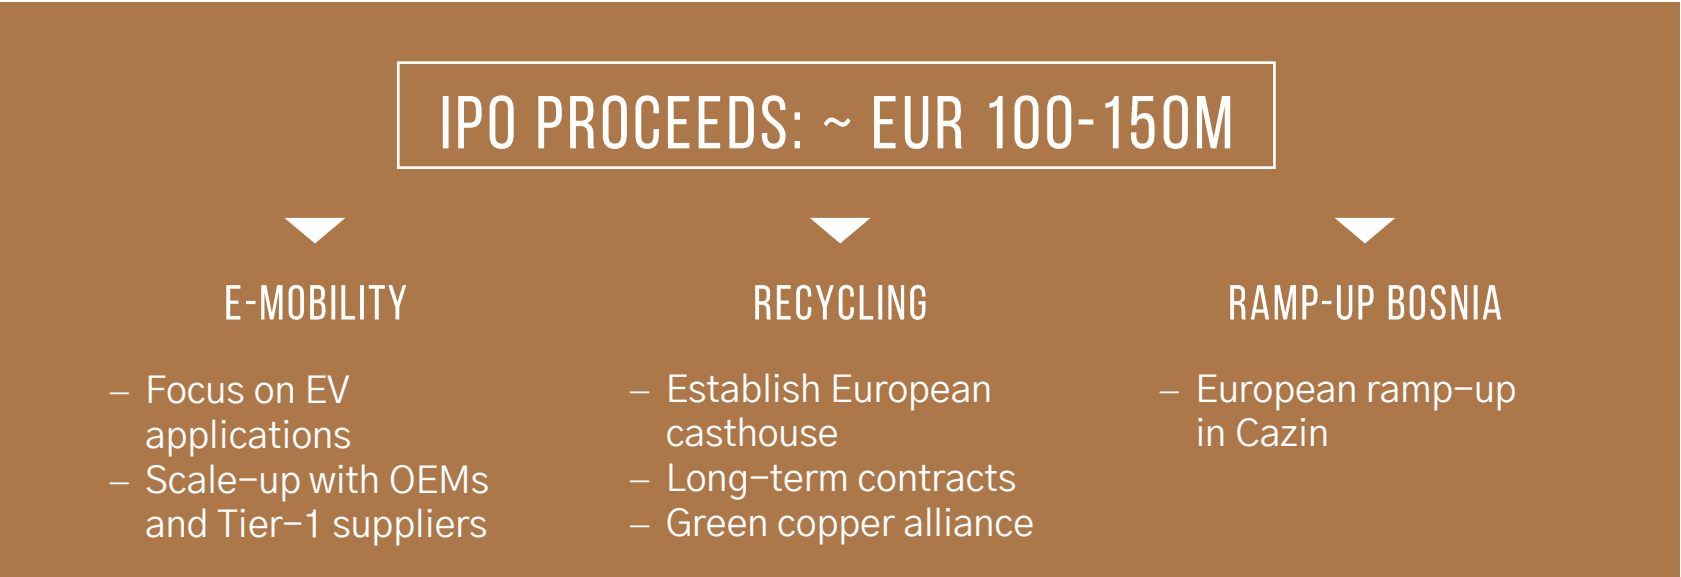 IPO PROCEEDS: ~ EUR 100-150M
E-MOBILITY
– Focus on EV
applications
– Scale-up with OEMs
and Tier-1 suppliers
RECYCLING
– Establish European
casthouse
– Long-term contracts
– Green copper alliance
RAMP-UP BOSNIA
– European ramp-up
in Cazin